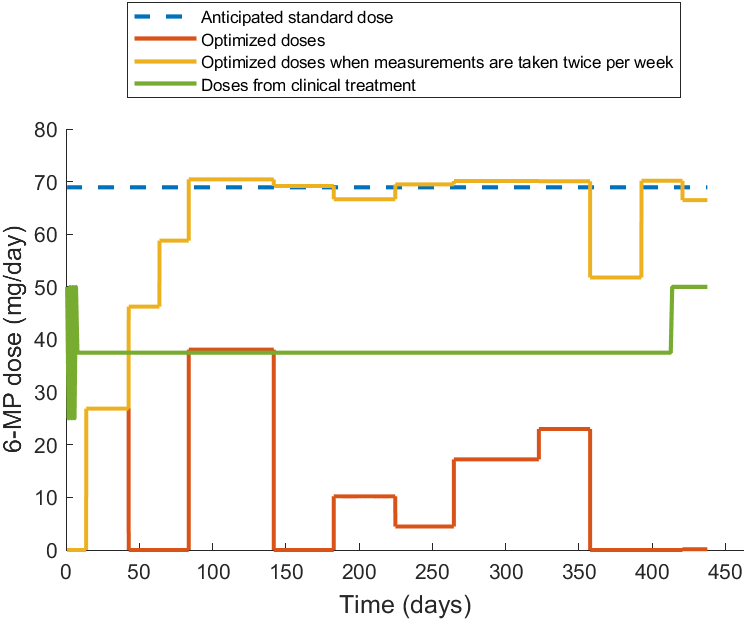 Anticipated standard dose
Optimized doses
Optimized doses when measurements are taken twice per week
Doses from clinical treatment
80
70
60
50
40
30
20
10
0
6-MP dose (mg/day)
0 50 100 150 200 250 300 350 400 450
Time (days)